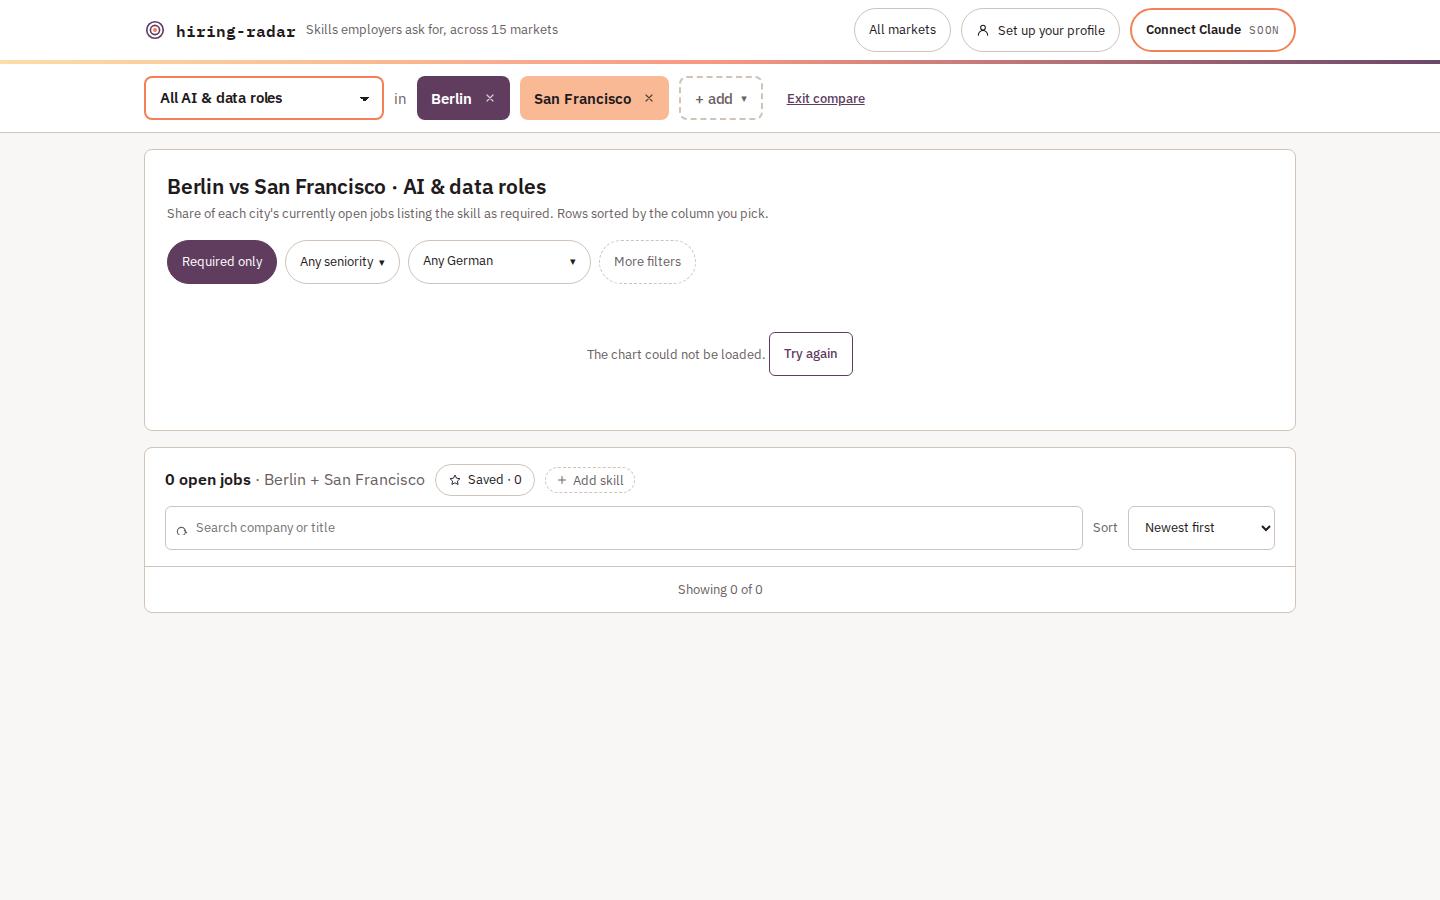 hiring-radar Skills employers ask for, across 15 markets All markets Set up your profile Connect Claude SOON
All AI & data roles in Berlin × San Francisco × + add ▾ Exit compare
Berlin vs San Francisco · AI & data roles
Share of each city's currently open jobs listing the skill as required. Rows sorted by the column you pick.
Required only Any seniority ▾ Any German ▾ More filters
The chart could not be loaded. Try again
0 open jobs · Berlin + San Francisco Saved · 0 + Add skill
Search company or title Sort Newest first
Showing 0 of 0